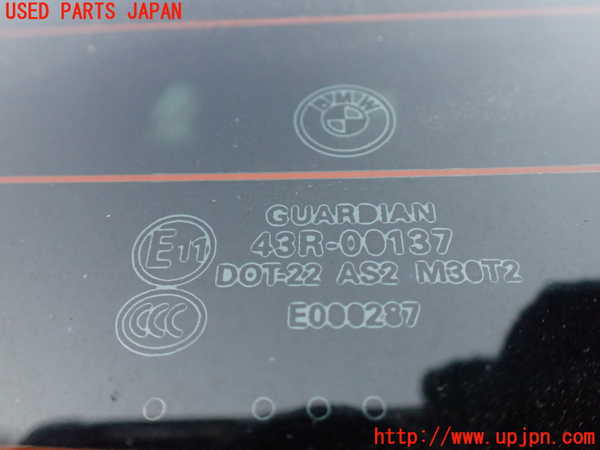 USED PARTS JAPAN
BMW
GUARDIAN
E11
43R-00137
DOT-22 AS2 M30T2
CCC
E000287
http://www.upjpn.com